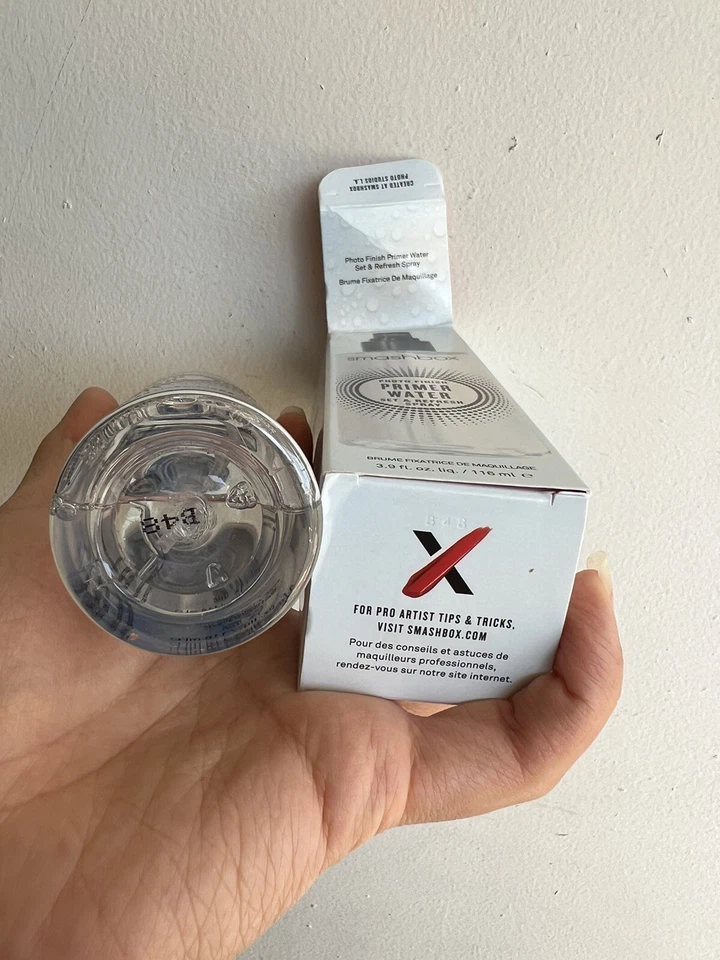 CREATED AT SMASHBOX
PHOTO STUDIOS L.A.
Photo Finish Primer Water
Set & Refresh Spray
Brume Fixatrice De Maquillage
smashbox
PHOTO FINISH
PRIMER
WATER
SET & REFRESH
SPRAY
BRUME FIXATRICE DE MAQUILLAGE
3.9 fl. oz. liq. / 116 ml ℮
B48
B48
FOR PRO ARTIST TIPS & TRICKS,
VISIT SMASHBOX.COM
Pour des conseils et astuces de
maquilleurs professionnels,
rendez-vous sur notre site internet.